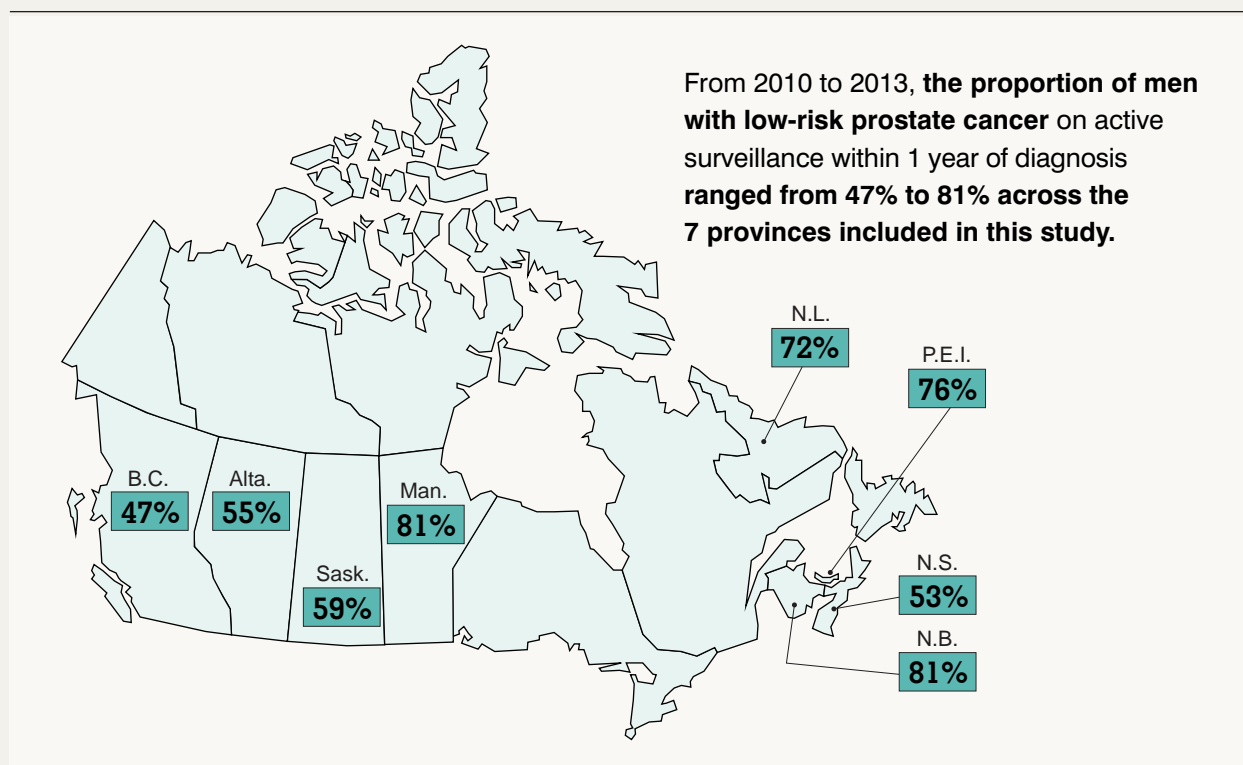 From 2010 to 2013, the proportion of men
with low-risk prostate cancer on active
surveillance within 1 year of diagnosis
ranged from 47% to 81% across the
7 provinces included in this study.
N.L.
72%
P.E.I.
76%
B.C.
47%
Alta.
55%
Man.
81%
Sask.
59%
N.S.
53%
N.B.
81%